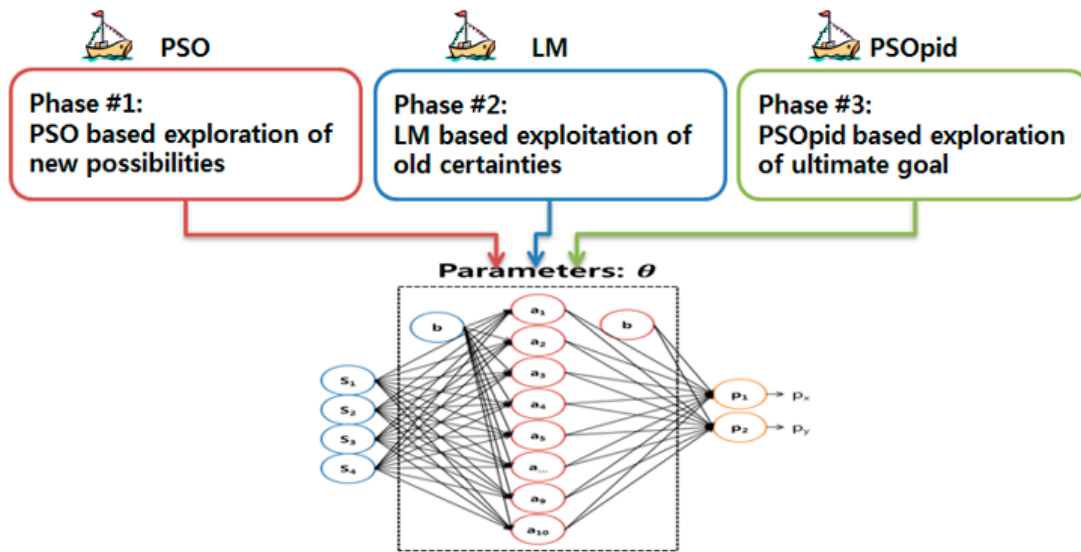 PSO
LM
PSOpid
Phase #1:
PSO based exploration of
new possibilities
Phase #2:
LM based exploitation of
old certainties
Phase #3:
PSOpid based exploration
of ultimate goal
Parameters: θ
b
a₁
b
a₂
a₃
a₄
a₅
a...
a₉
a₁₀
S₁
S₂
S₃
S₄
p₁
pₓ
p₂
p_y